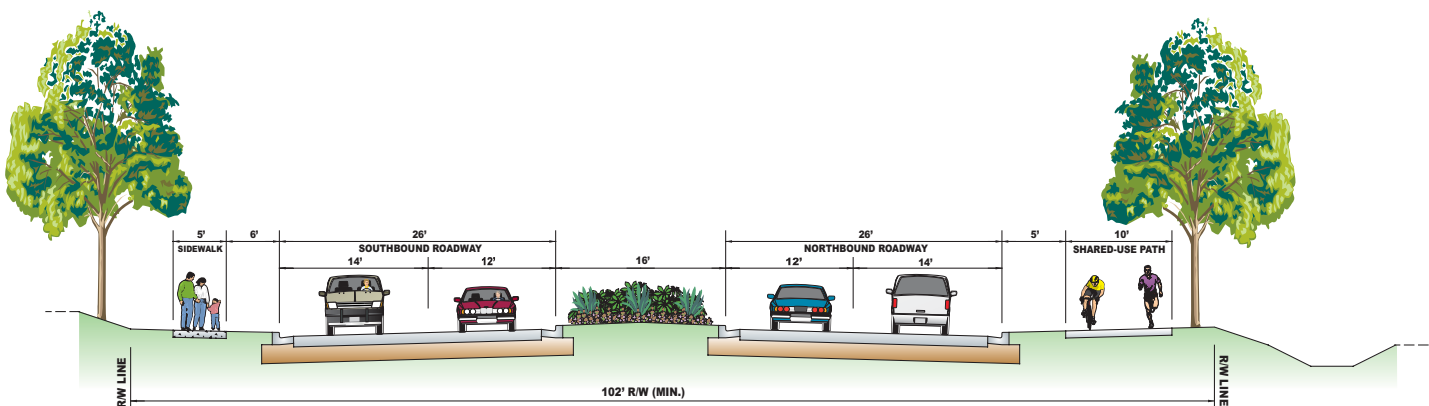 5' 6' 26' 26' 5' 10'
SIDEWALK SOUTHBOUND ROADWAY NORTHBOUND ROADWAY SHARED-USE PATH
14' 12' 16' 12' 14'
R/W LINE
102' R/W (MIN.)
R/W LINE